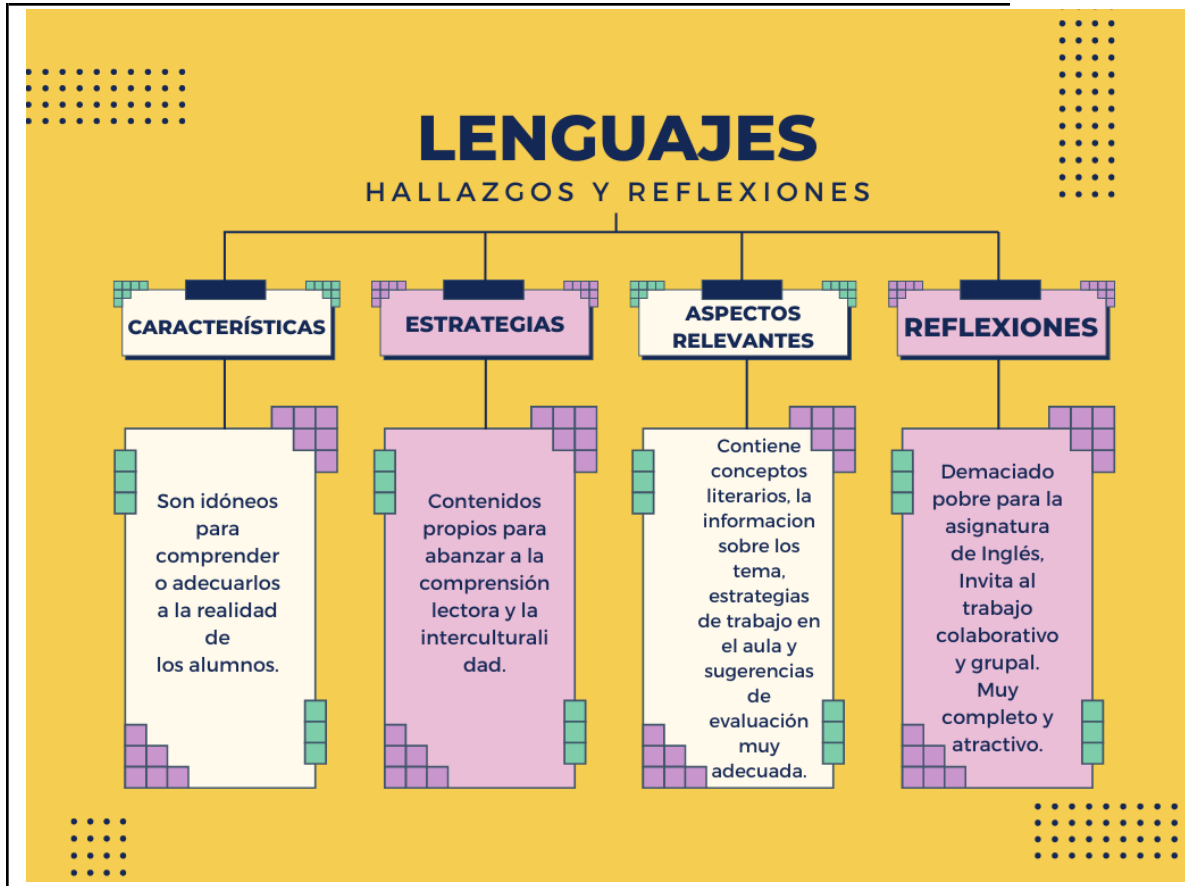 LENGUAJES
HALLAZGOS Y REFLEXIONES
CARACTERÍSTICAS
Son idóneos
para
comprender
o adecuarlos
a la realidad
de
los alumnos.
ESTRATEGIAS
Contenidos
propios para
abanzar a la
comprensión
lectora y la
interculturali
dad.
ASPECTOS
RELEVANTES
Contiene
conceptos
literarios, la
informacion
sobre los
tema,
estrategias
de trabajo en
el aula y
sugerencias
de
evaluación
muy
adecuada.
REFLEXIONES
Demaciado
pobre para la
asignatura
de Inglés,
Invita al
trabajo
colaborativo
y grupal.
Muy
completo y
atractivo.